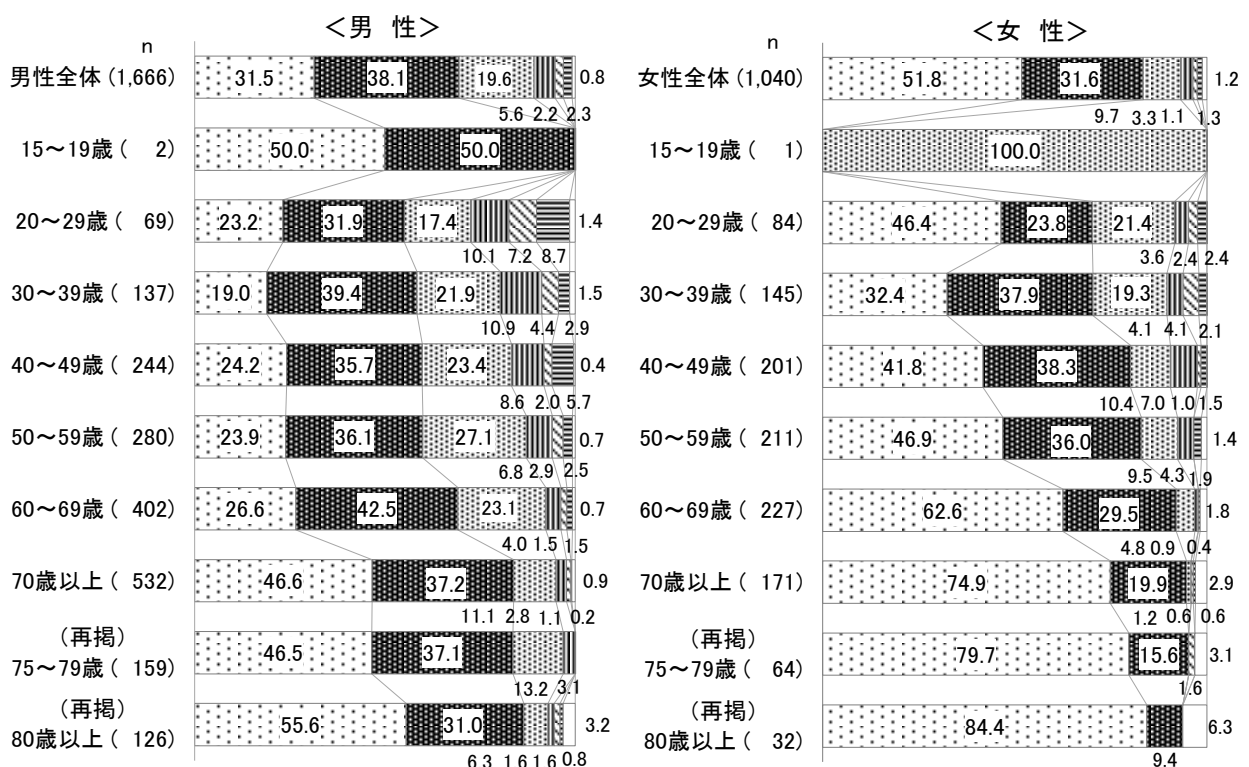 ＜男 性＞
n
男性全体 (1,666) 31.5 38.1 19.6 0.8
5.6 2.2 2.3
15～19歳 ( 2) 50.0 50.0
20～29歳 ( 69) 23.2 31.9 17.4 1.4
10.1 7.2 8.7
30～39歳 ( 137) 19.0 39.4 21.9 1.5
10.9 4.4 2.9
40～49歳 ( 244) 24.2 35.7 23.4 0.4
8.6 2.0 5.7
50～59歳 ( 280) 23.9 36.1 27.1 0.7
6.8 2.9 2.5
60～69歳 ( 402) 26.6 42.5 23.1 0.7
4.0 1.5 1.5
70歳以上 ( 532) 46.6 37.2 0.9
11.1 2.8 1.1 0.2
(再掲)
75～79歳 ( 159) 46.5 37.1
13.2 3.1
(再掲)
80歳以上 ( 126) 55.6 31.0 3.2
6.3 1.6 1.6 0.8
＜女 性＞
n
女性全体 (1,040) 51.8 31.6 1.2
9.7 3.3 1.1 1.3
15～19歳 ( 1) 100.0
20～29歳 ( 84) 46.4 23.8 21.4
3.6 2.4 2.4
30～39歳 ( 145) 32.4 37.9 19.3
4.1 4.1 2.1
40～49歳 ( 201) 41.8 38.3
10.4 7.0 1.0 1.5
50～59歳 ( 211) 46.9 36.0 1.4
9.5 4.3 1.9
60～69歳 ( 227) 62.6 29.5 1.8
4.8 0.9 0.4
70歳以上 ( 171) 74.9 19.9 2.9
1.2 0.6 0.6
(再掲)
75～79歳 ( 64) 79.7 15.6 3.1
1.6
(再掲)
80歳以上 ( 32) 84.4 6.3
9.4